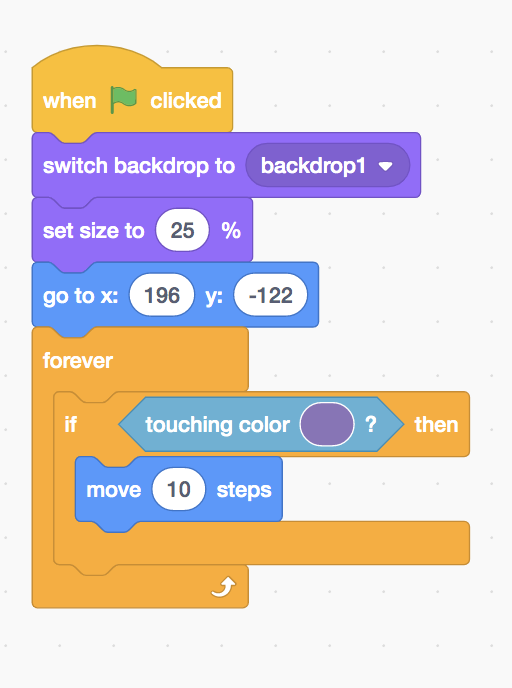 when clicked
switch backdrop to backdrop1
set size to 25 %
go to x: 196 y: -122
forever
if touching color ? then
move 10 steps